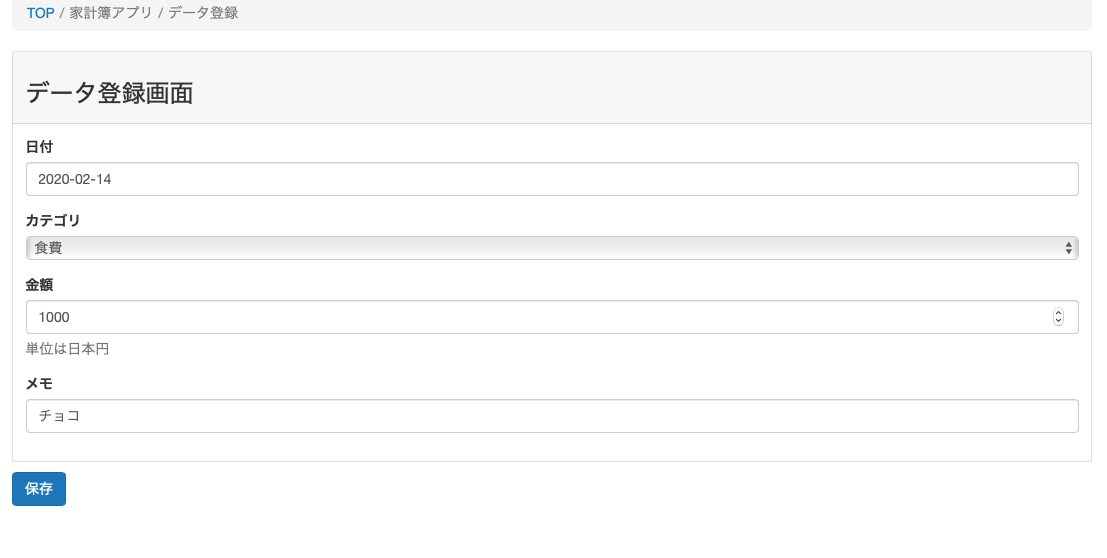 TOP / 家計簿アプリ / データ登録
データ登録画面
日付
2020-02-14
カテゴリ
食費
金額
1000
単位は日本円
メモ
チョコ
保存